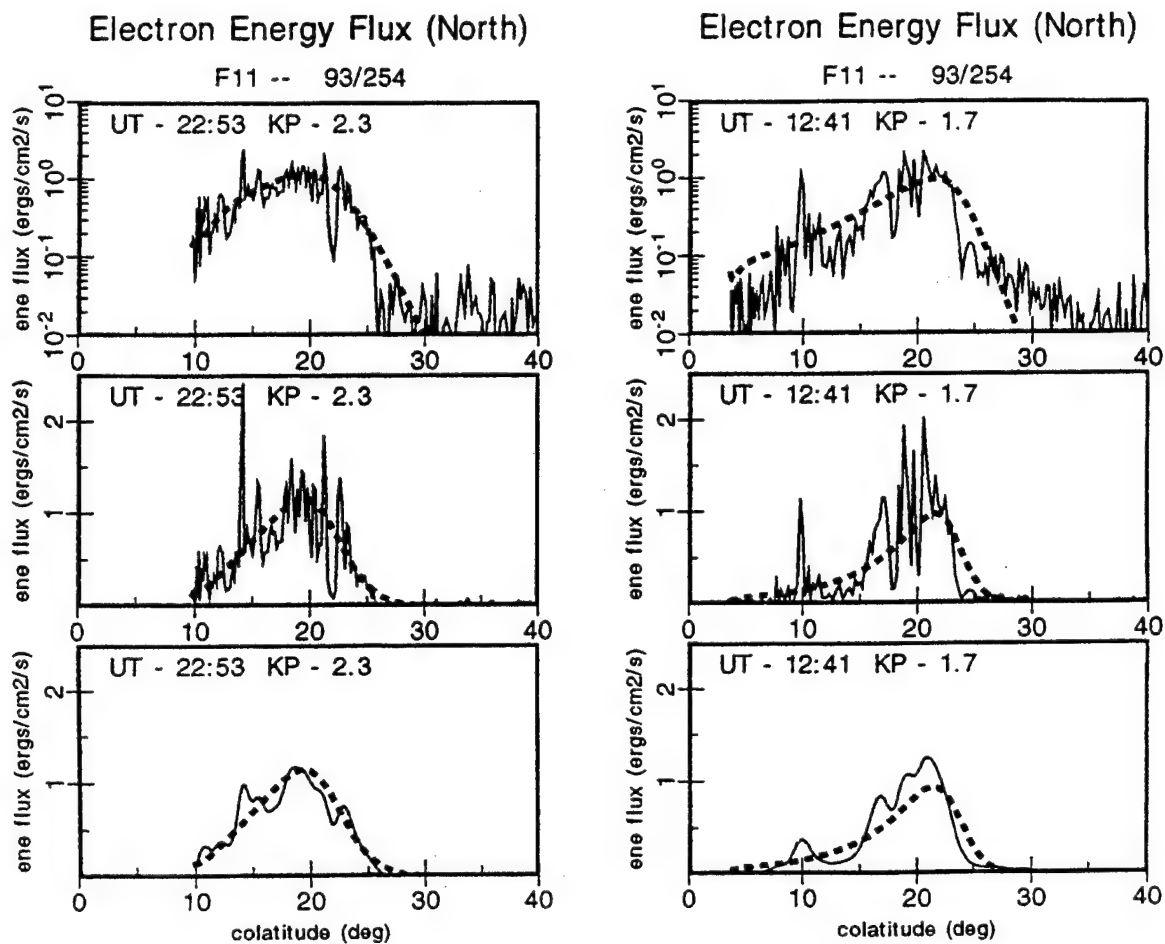 Electron Energy Flux (North)
F11 -- 93/254
ene flux (ergs/cm2/s)
10^1
10^0
10^-1
10^-2
UT - 22:53 KP - 2.3
0 10 20 30 40
ene flux (ergs/cm2/s)
2
1
UT - 22:53 KP - 2.3
0 10 20 30 40
ene flux (ergs/cm2/s)
2
1
UT - 22:53 KP - 2.3
0 10 20 30 40
colatitude (deg)
Electron Energy Flux (North)
F11 -- 93/254
ene flux (ergs/cm2/s)
10^1
10^0
10^-1
10^-2
UT - 12:41 KP - 1.7
0 10 20 30 40
ene flux (ergs/cm2/s)
2
1
UT - 12:41 KP - 1.7
0 10 20 30 40
ene flux (ergs/cm2/s)
2
1
UT - 12:41 KP - 1.7
0 10 20 30 40
colatitude (deg)